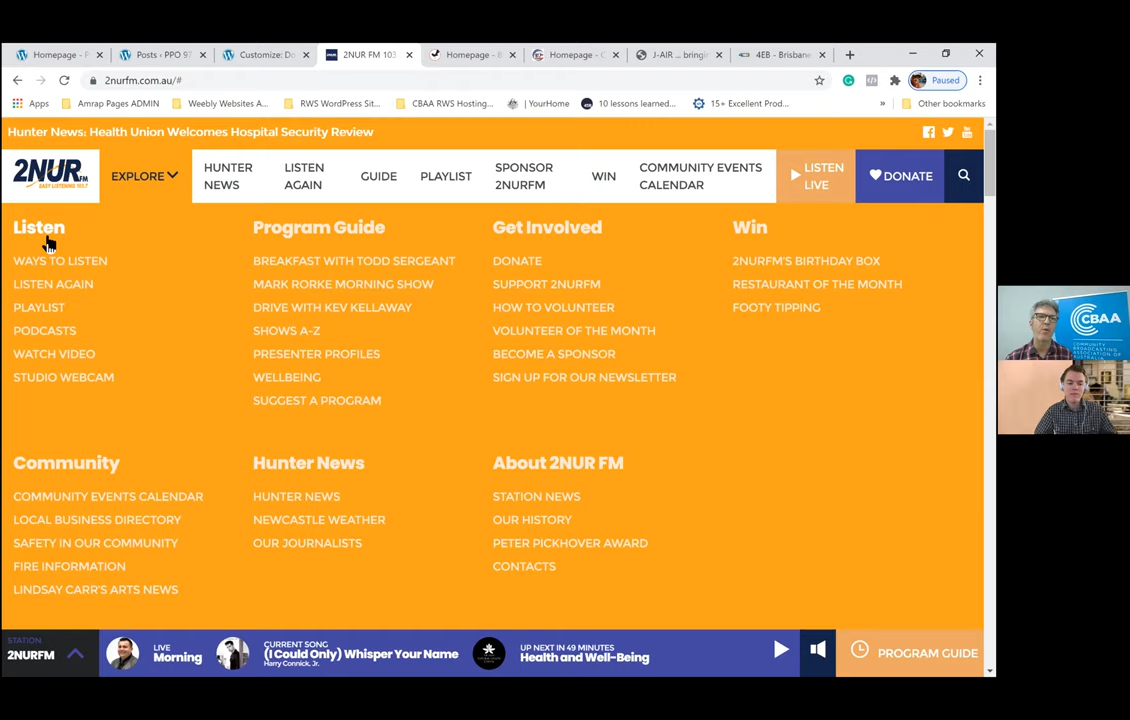 Homepage - P
Posts ‹ PPO 97
Customize: Do
2NUR FM 103
Homepage - B
Homepage - C
J-AIR ... bringin
4EB - Brisbane
2nurfm.com.au/#
Paused
Apps
Amrap Pages ADMIN
Weebly Websites A...
RWS WordPress Sit...
CBAA RWS Hosting...
| YourHome
10 lessons learned...
15+ Excellent Prod...
»
Other bookmarks
Hunter News: Health Union Welcomes Hospital Security Review
2NUR FM
EASY LISTENING 103.7
EXPLORE
HUNTER
NEWS
LISTEN
AGAIN
GUIDE
PLAYLIST
SPONSOR
2NURFM
WIN
COMMUNITY EVENTS
CALENDAR
LISTEN
LIVE
DONATE
Listen
WAYS TO LISTEN
LISTEN AGAIN
PLAYLIST
PODCASTS
WATCH VIDEO
STUDIO WEBCAM
Program Guide
BREAKFAST WITH TODD SERGEANT
MARK RORKE MORNING SHOW
DRIVE WITH KEV KELLAWAY
SHOWS A-Z
PRESENTER PROFILES
WELLBEING
SUGGEST A PROGRAM
Get Involved
DONATE
SUPPORT 2NURFM
HOW TO VOLUNTEER
VOLUNTEER OF THE MONTH
BECOME A SPONSOR
SIGN UP FOR OUR NEWSLETTER
Win
2NURFM'S BIRTHDAY BOX
RESTAURANT OF THE MONTH
FOOTY TIPPING
CBAA
COMMUNITY
BROADCASTING
ASSOCIATION OF
AUSTRALIA
Community
COMMUNITY EVENTS CALENDAR
LOCAL BUSINESS DIRECTORY
SAFETY IN OUR COMMUNITY
FIRE INFORMATION
LINDSAY CARR'S ARTS NEWS
Hunter News
HUNTER NEWS
NEWCASTLE WEATHER
OUR JOURNALISTS
About 2NUR FM
STATION NEWS
OUR HISTORY
PETER PICKHOVER AWARD
CONTACTS
STATION
2NURFM
LIVE
Morning
CURRENT SONG
(I Could Only) Whisper Your Name
Harry Connick, Jr.
UP NEXT IN 49 MINUTES
Health and Well-Being
PROGRAM GUIDE